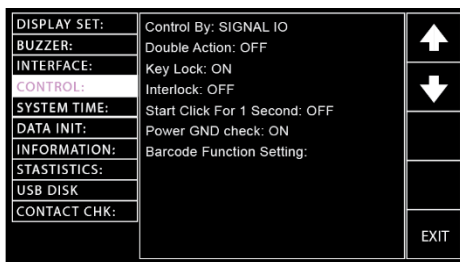 DISPLAY SET:
BUZZER:
INTERFACE:
CONTROL:
SYSTEM TIME:
DATA INIT:
INFORMATION:
STASTISTICS:
USB DISK
CONTACT CHK:
Control By: SIGNAL IO
Double Action: OFF
Key Lock: ON
Interlock: OFF
Start Click For 1 Second: OFF
Power GND check: ON
Barcode Function Setting:
EXIT